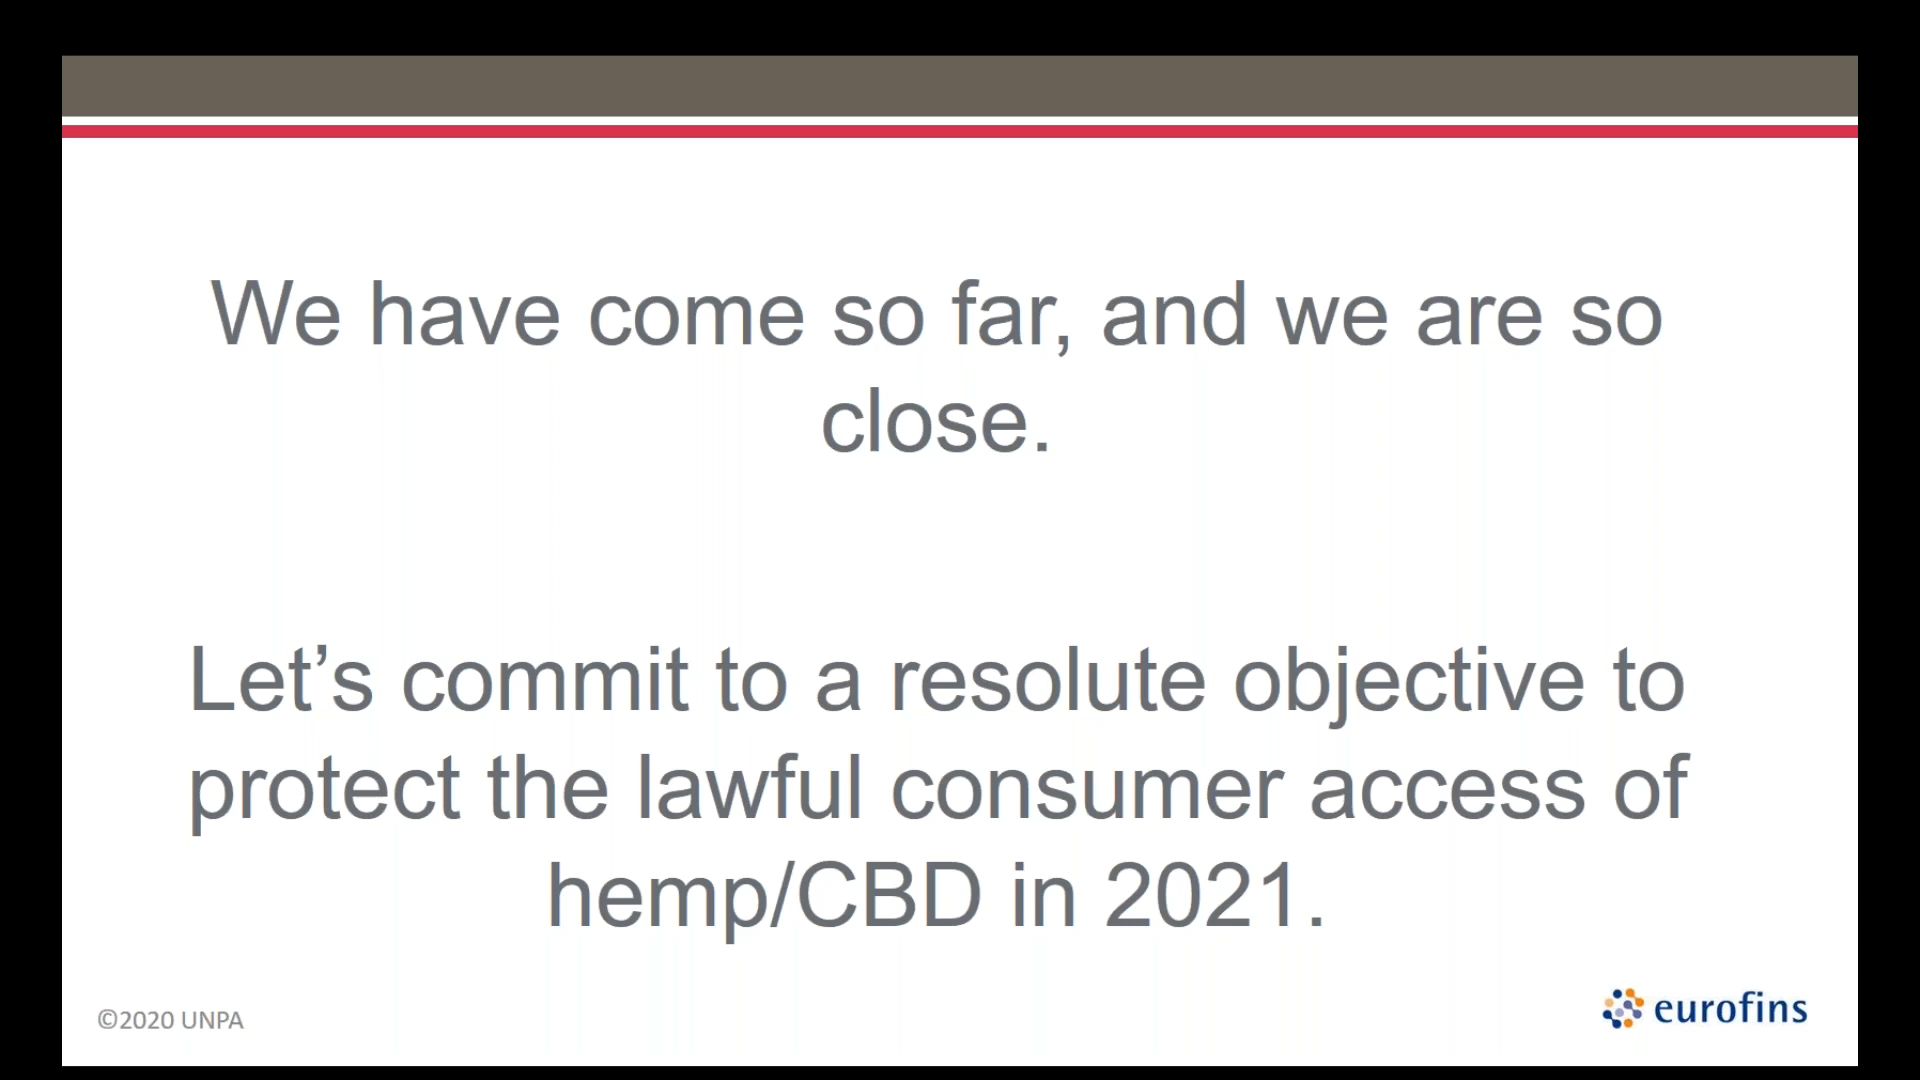 We have come so far, and we are so
close.
Let’s commit to a resolute objective to
protect the lawful consumer access of
hemp/CBD in 2021.
©2020 UNPA
eurofins